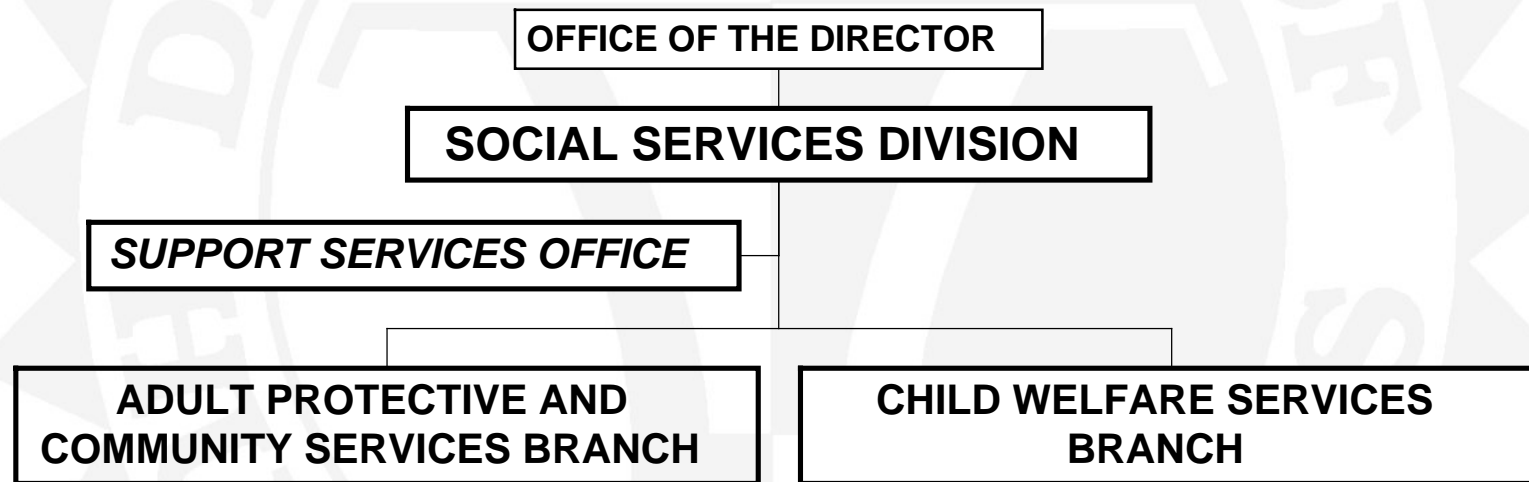 OFFICE OF THE DIRECTOR
SOCIAL SERVICES DIVISION
SUPPORT SERVICES OFFICE
ADULT PROTECTIVE AND
COMMUNITY SERVICES BRANCH
CHILD WELFARE SERVICES
BRANCH